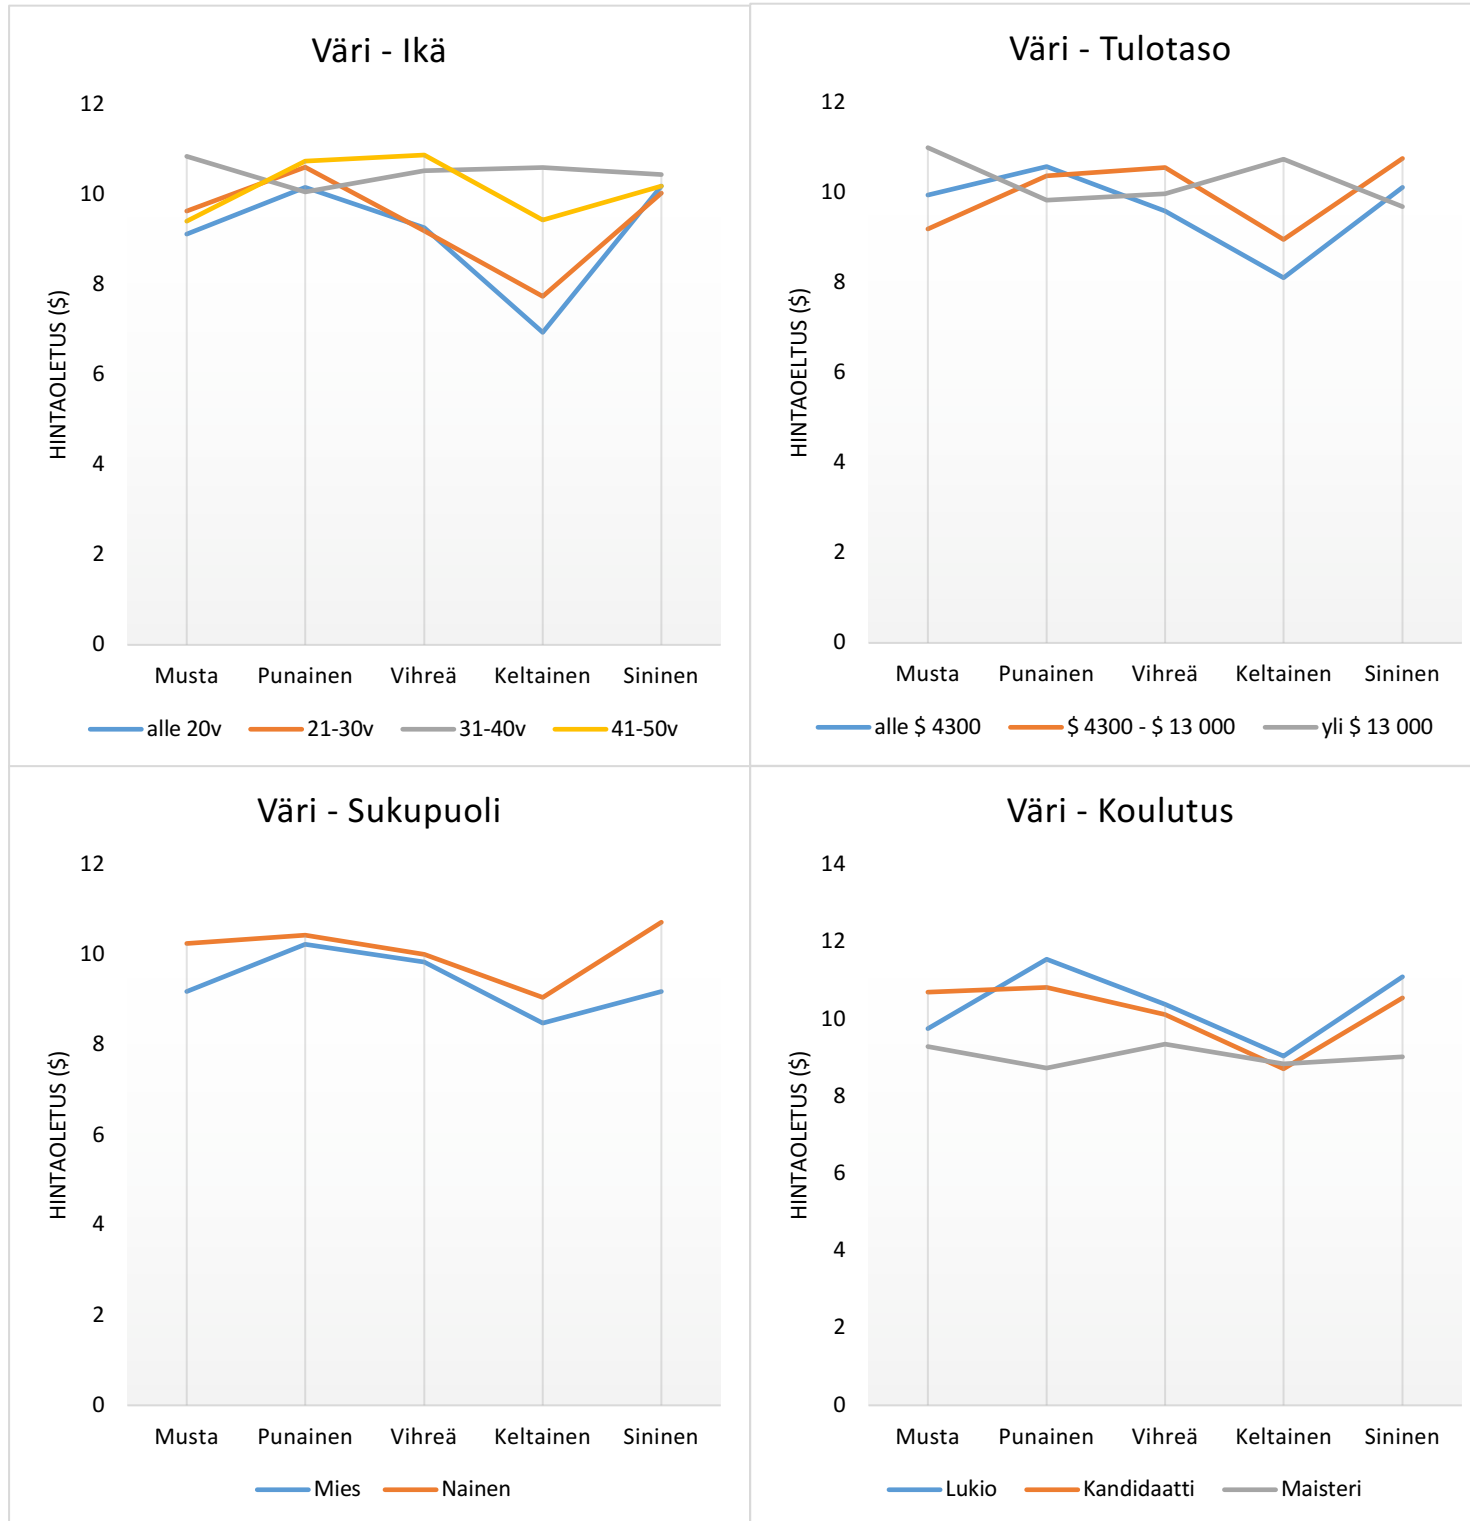 Väri - Ikä
HINTAOLETUS ($)
12
10
8
6
4
2
0
Musta Punainen Vihreä Keltainen Sininen
alle 20v 21-30v 31-40v 41-50v
Väri - Tulotaso
HINTAOELTUS ($)
12
10
8
6
4
2
0
Musta Punainen Vihreä Keltainen Sininen
alle $ 4300 $ 4300 - $ 13 000 yli $ 13 000
Väri - Sukupuoli
HINTAOLETUS ($)
12
10
8
6
4
2
0
Musta Punainen Vihreä Keltainen Sininen
Mies Nainen
Väri - Koulutus
HINTAOLETUS ($)
14
12
10
8
6
4
2
0
Musta Punainen Vihreä Keltainen Sininen
Lukio Kandidaatti Maisteri